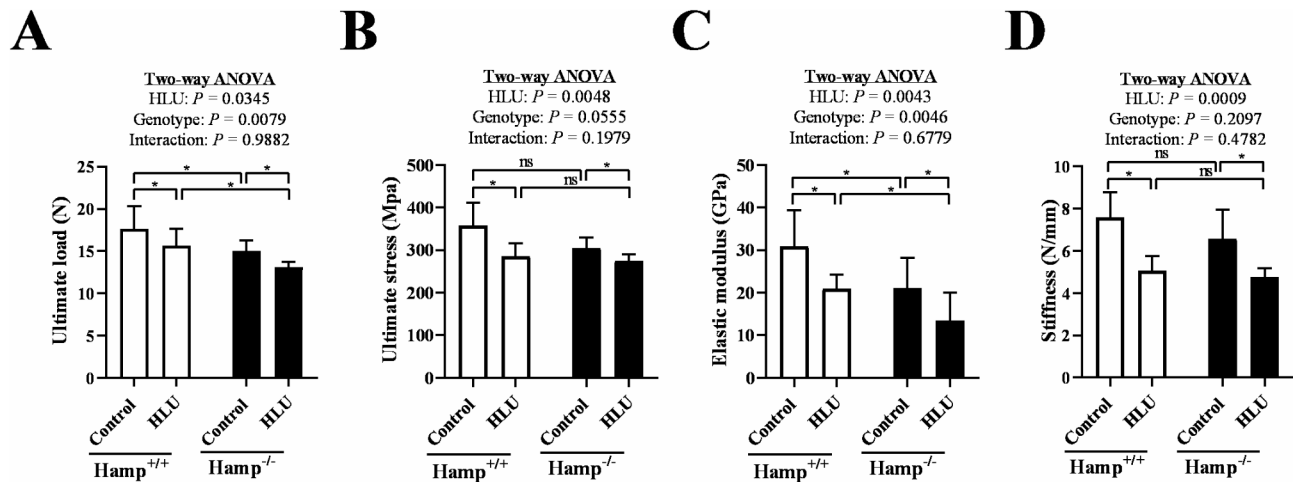 A
Two-way ANOVA
HLU: P = 0.0345
Genotype: P = 0.0079
Interaction: P = 0.9882
Ultimate load (N)
25
20
15
10
5
0
*
*
*
*
Control
HLU
Control
HLU
Hamp+/+
Hamp-/-
B
Two-way ANOVA
HLU: P = 0.0048
Genotype: P = 0.0555
Interaction: P = 0.1979
Ultimate stress (Mpa)
500
400
300
200
100
0
ns
*
*
ns
Control
HLU
Control
HLU
Hamp+/+
Hamp-/-
C
Two-way ANOVA
HLU: P = 0.0043
Genotype: P = 0.0046
Interaction: P = 0.6779
Elastic modulus (GPa)
50
40
30
20
10
0
*
*
*
*
Control
HLU
Control
HLU
Hamp+/+
Hamp-/-
D
Two-way ANOVA
HLU: P = 0.0009
Genotype: P = 0.2097
Interaction: P = 0.4782
Stiffness (N/mm)
10
8
6
4
2
0
ns
*
*
ns
Control
HLU
Control
HLU
Hamp+/+
Hamp-/-